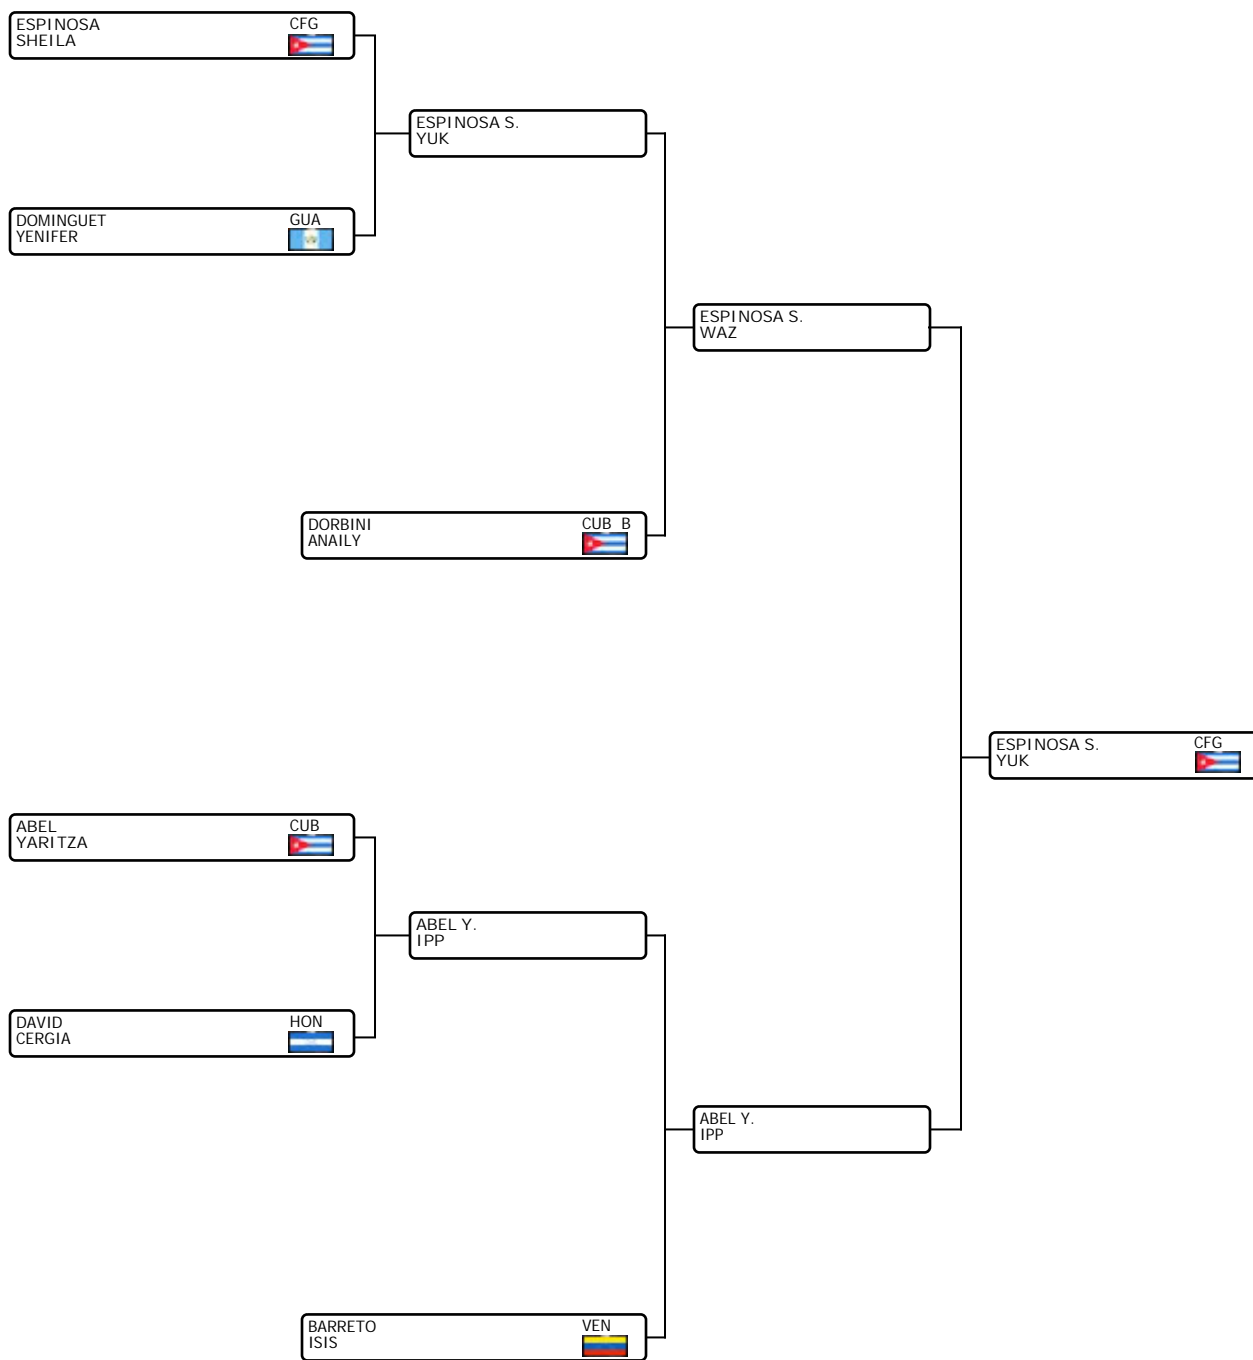 ESPINOSA CFG
SHEILA
ESPINOSA S.
YUK
DOMINGUET GUA
YENIFER
ESPINOSA S.
WAZ
DORBINI CUB B
ANAILY
ESPINOSA S. CFG
YUK
ABEL CUB
YARITZA
ABEL Y.
IPP
DAVID HON
CERGIA
ABEL Y.
IPP
BARRETO VEN
ISIS